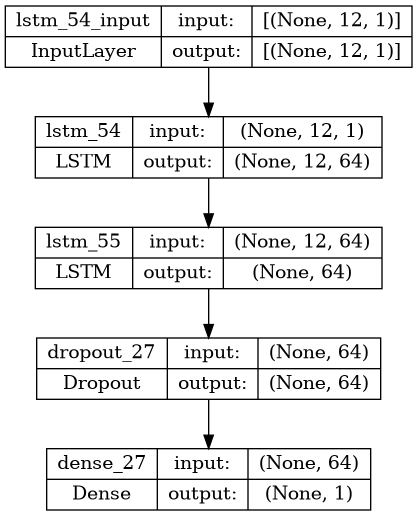 lstm_54_input input: [(None, 12, 1)]
InputLayer output: [(None, 12, 1)]
lstm_54 input: (None, 12, 1)
LSTM output: (None, 12, 64)
lstm_55 input: (None, 12, 64)
LSTM output: (None, 64)
dropout_27 input: (None, 64)
Dropout output: (None, 64)
dense_27 input: (None, 64)
Dense output: (None, 1)